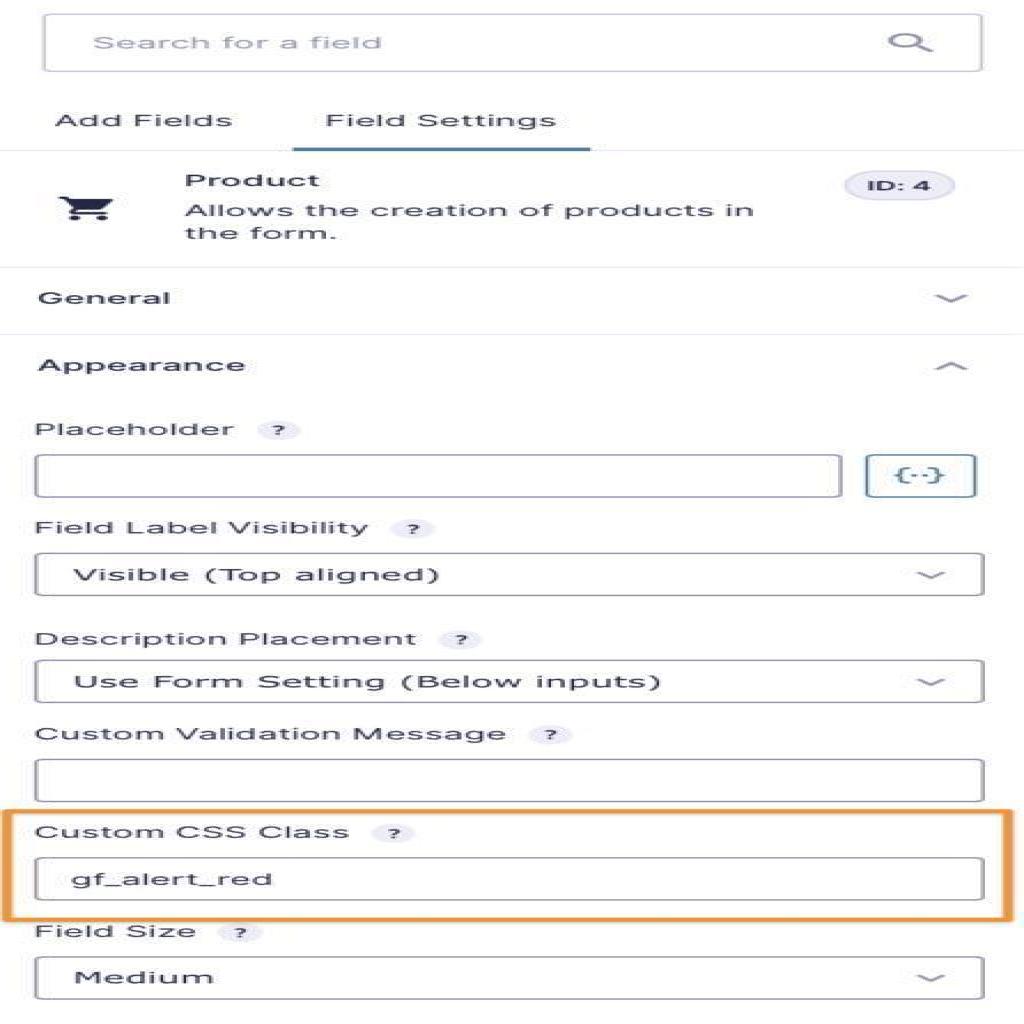 Search for a field
Add Fields
Field Settings
Product
ID: 4
Allows the creation of products in
the form.
General
Appearance
Placeholder ?
{··}
Field Label Visibility ?
Visible (Top aligned)
Description Placement ?
Use Form Setting (Below inputs)
Custom Validation Message ?
Custom CSS Class ?
gf_alert_red
Field Size ?
Medium